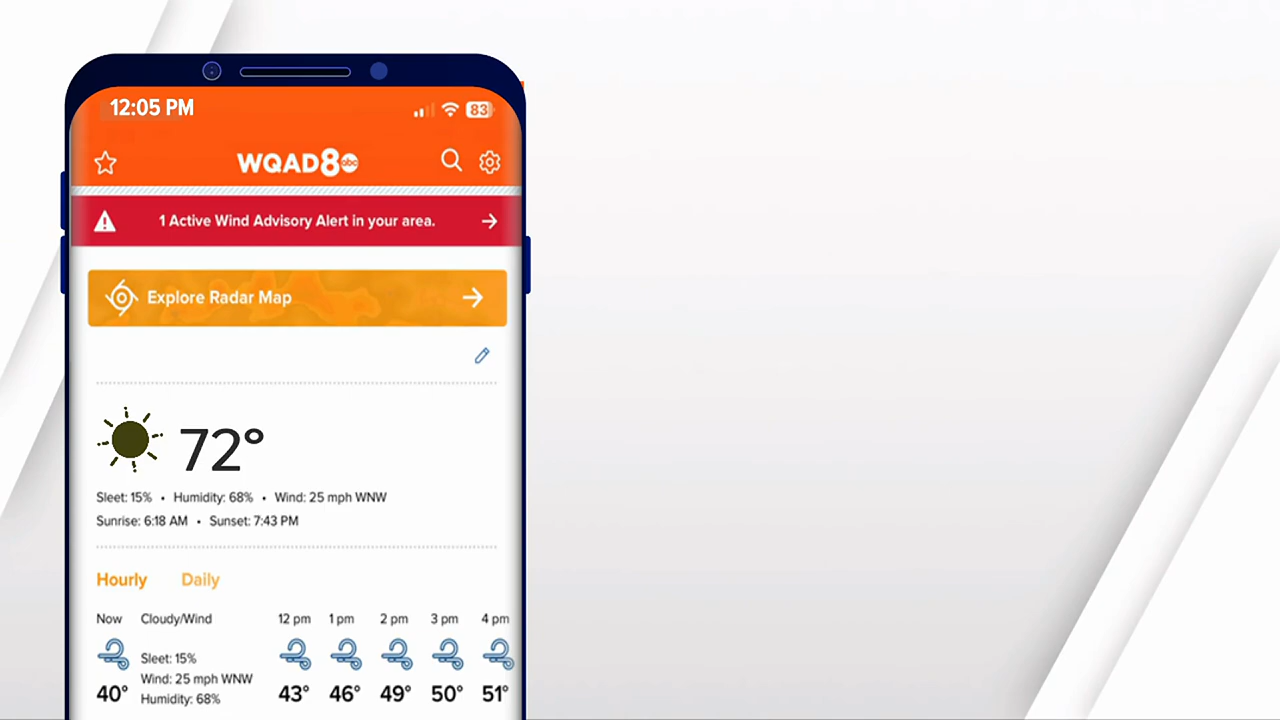 12:05 PM
83
WQAD8 abc
1 Active Wind Advisory Alert in your area.
Explore Radar Map
72°
Sleet: 15% • Humidity: 68% • Wind: 25 mph WNW
Sunrise: 6:18 AM • Sunset: 7:43 PM
Hourly Daily
Now Cloudy/Wind 12 pm 1 pm 2 pm 3 pm 4 pm
Sleet: 15%
Wind: 25 mph WNW
Humidity: 68%
40° 43° 46° 49° 50° 51°